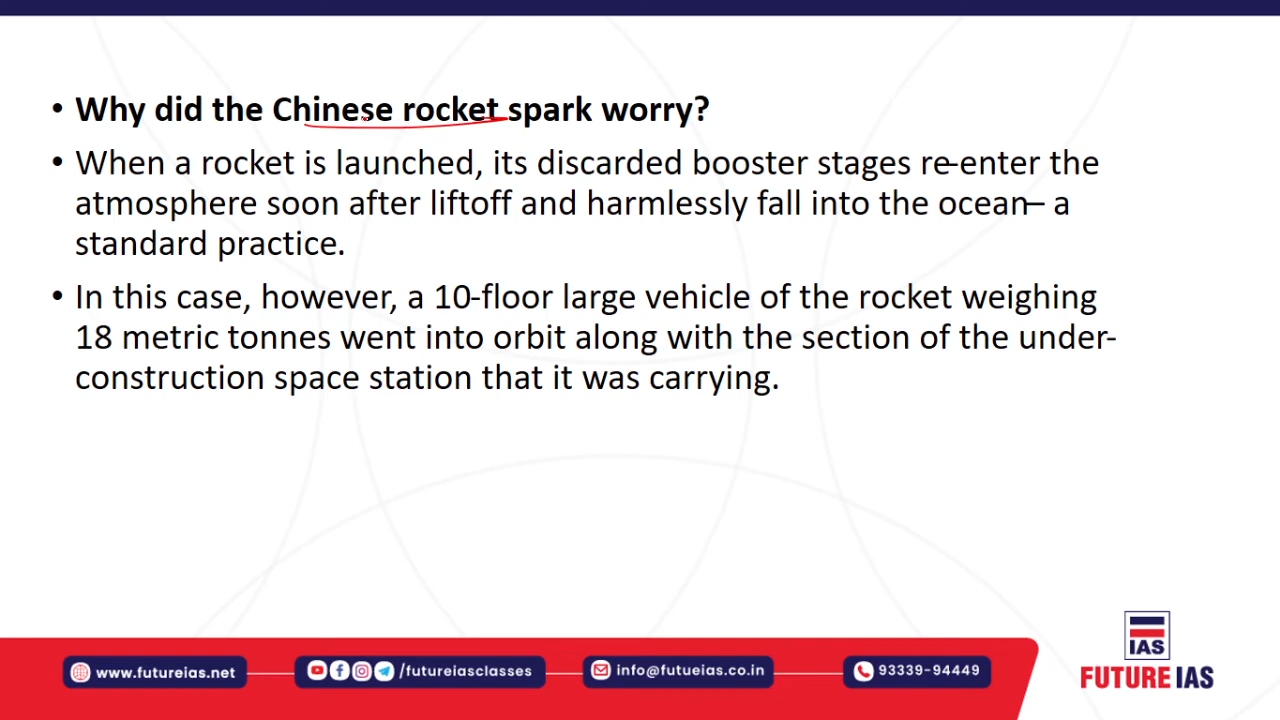 • Why did the Chinese rocket spark worry?
• When a rocket is launched, its discarded booster stages re-enter the
atmosphere soon after liftoff and harmlessly fall into the ocean– a
standard practice.
• In this case, however, a 10-floor large vehicle of the rocket weighing
18 metric tonnes went into orbit along with the section of the under-
construction space station that it was carrying.
IAS
FUTURE IAS
www.futureias.net
/futureiasclasses
info@futueias.co.in
93339-94449